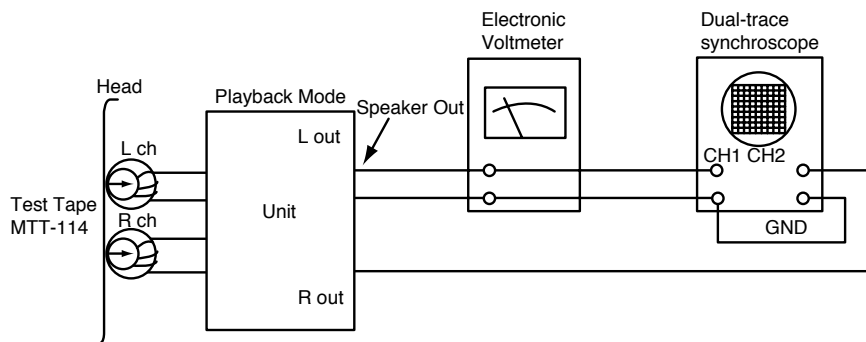 Electronic
Voltmeter
Dual-trace
synchroscope
Head
Playback Mode
Speaker Out
L out
L ch
CH1 CH2
Test Tape
MTT-114
R ch
Unit
GND
R out